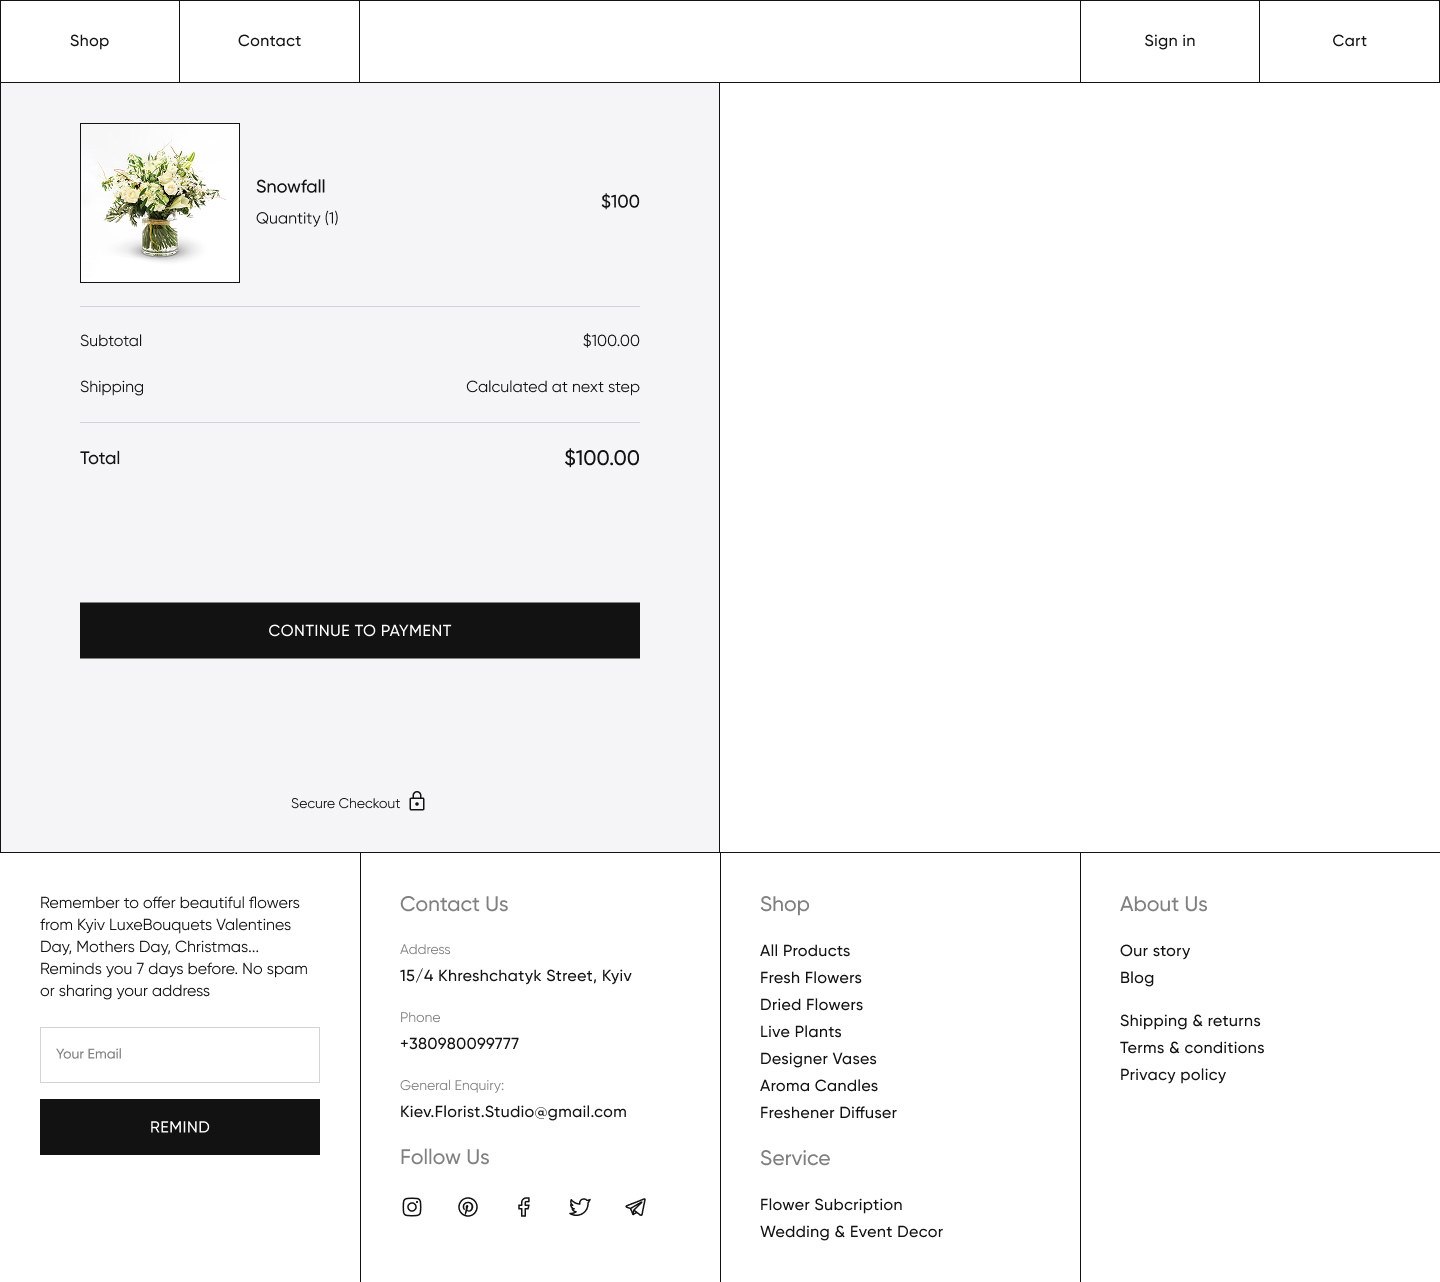 Shop
Contact
Sign in
Cart
Snowfall
Quantity (1)
$100
Subtotal
$100.00
Shipping
Calculated at next step
Total
$100.00
CONTINUE TO PAYMENT
Secure Checkout
Remember to offer beautiful flowers
from Kyiv LuxeBouquets Valentines
Day, Mothers Day, Christmas...
Reminds you 7 days before. No spam
or sharing your address
Your Email
REMIND
Contact Us
Address
15/4 Khreshchatyk Street, Kyiv
Phone
+380980099777
General Enquiry:
Kiev.Florist.Studio@gmail.com
Follow Us
Shop
All Products
Fresh Flowers
Dried Flowers
Live Plants
Designer Vases
Aroma Candles
Freshener Diffuser
Service
Flower Subcription
Wedding & Event Decor
About Us
Our story
Blog
Shipping & returns
Terms & conditions
Privacy policy